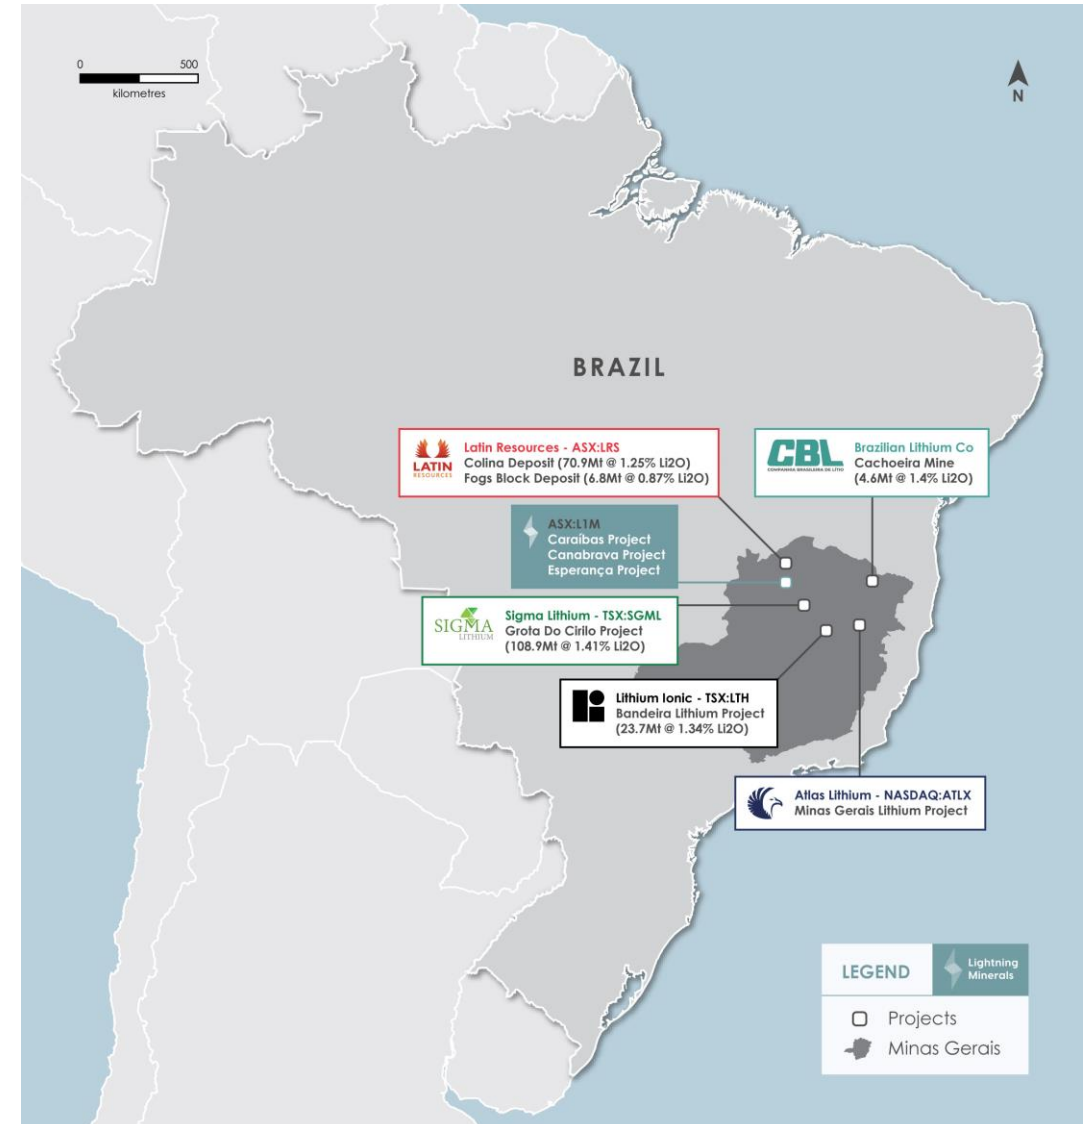 0 500
kilometres
N
BRAZIL
LATIN
RESOURCES
Latin Resources - ASX:LRS
Colina Deposit (70.9Mt @ 1.25% Li2O)
Fogs Block Deposit (6.8Mt @ 0.87% Li2O)
CBL
COMPANHIA BRASILEIRA DE LÍTIO
Brazilian Lithium Co
Cachoeira Mine
(4.6Mt @ 1.4% Li2O)
ASX:L1M
Caraíbas Project
Canabrava Project
Esperança Project
SIGMA
LITHIUM
Sigma Lithium - TSX:SGML
Grota Do Cirilo Project
(108.9Mt @ 1.41% Li2O)
Lithium Ionic - TSX:LTH
Bandeira Lithium Project
(23.7Mt @ 1.34% Li2O)
Atlas Lithium - NASDAQ:ATLX
Minas Gerais Lithium Project
LEGEND
Lightning
Minerals
Projects
Minas Gerais